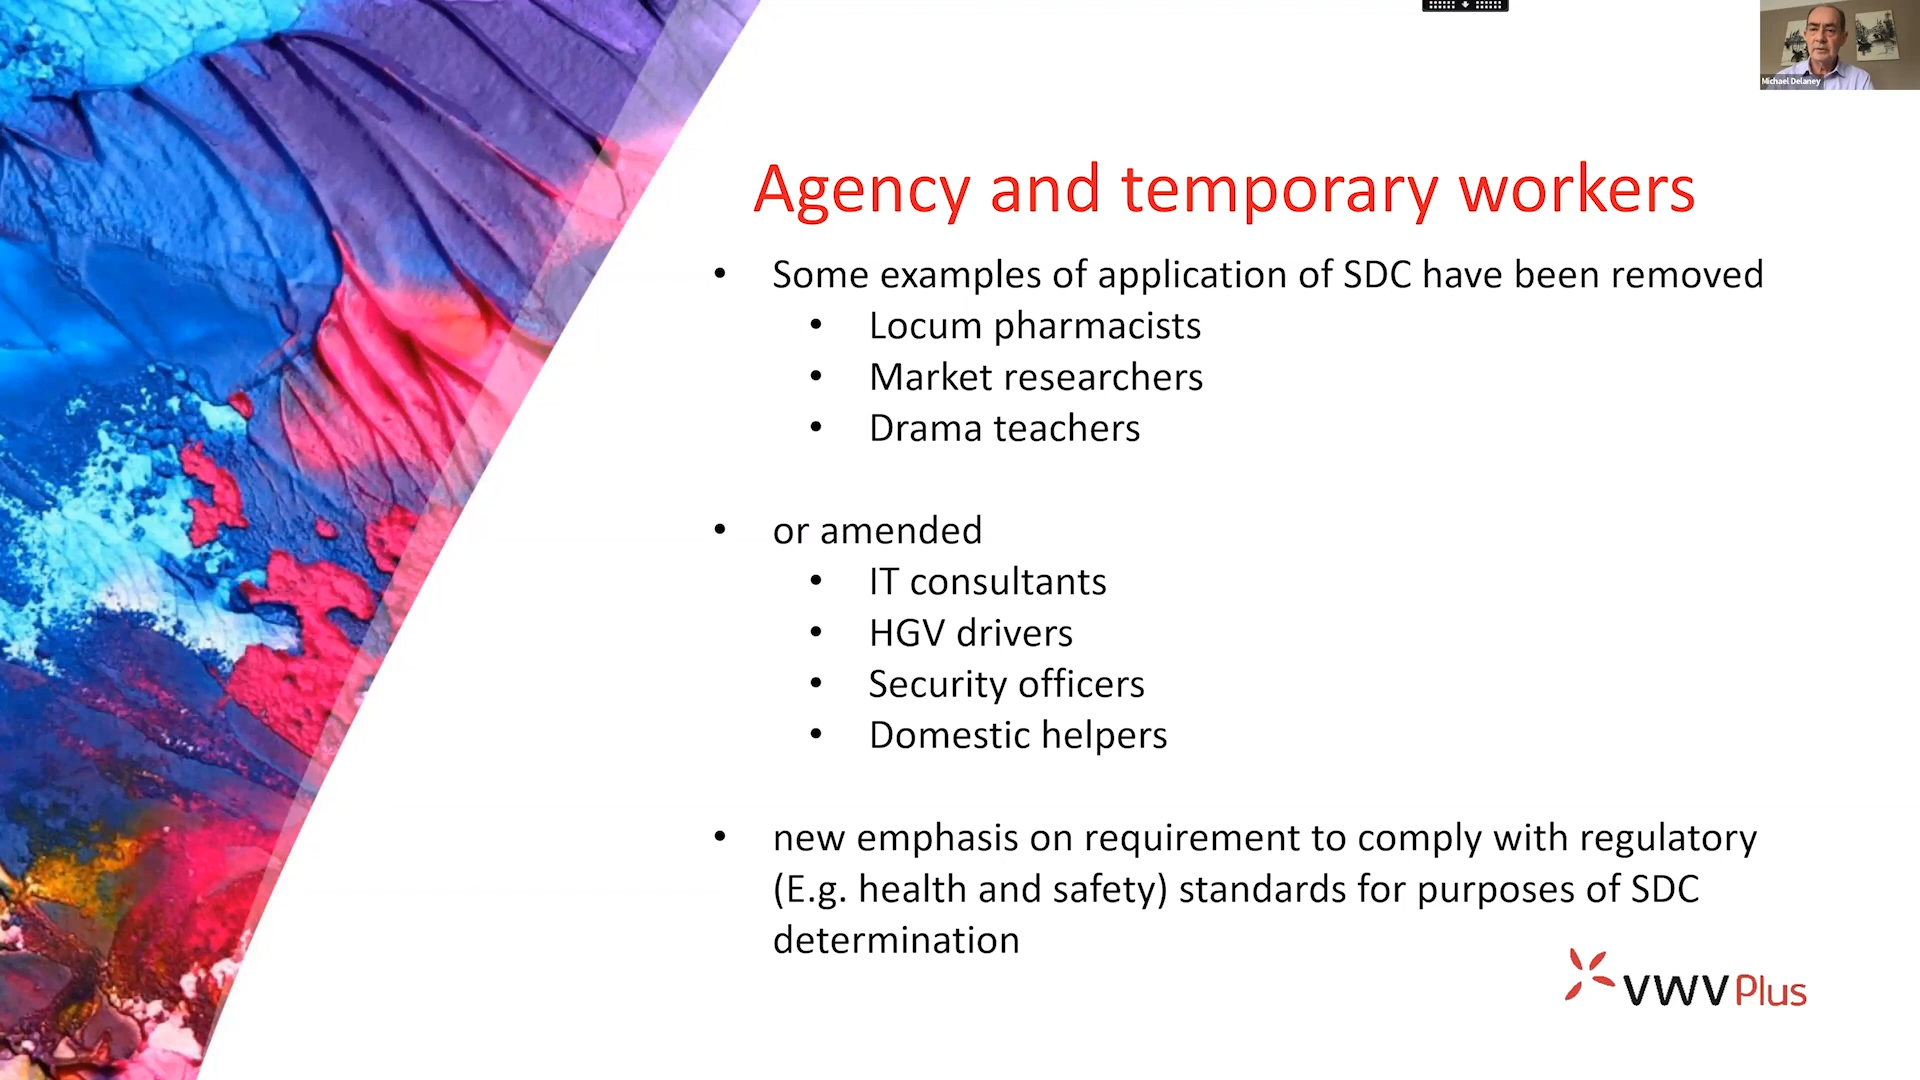 Michael Delaney
Agency and temporary workers
• Some examples of application of SDC have been removed
• Locum pharmacists
• Market researchers
• Drama teachers
• or amended
• IT consultants
• HGV drivers
• Security officers
• Domestic helpers
• new emphasis on requirement to comply with regulatory
(E.g. health and safety) standards for purposes of SDC
determination
VWV Plus